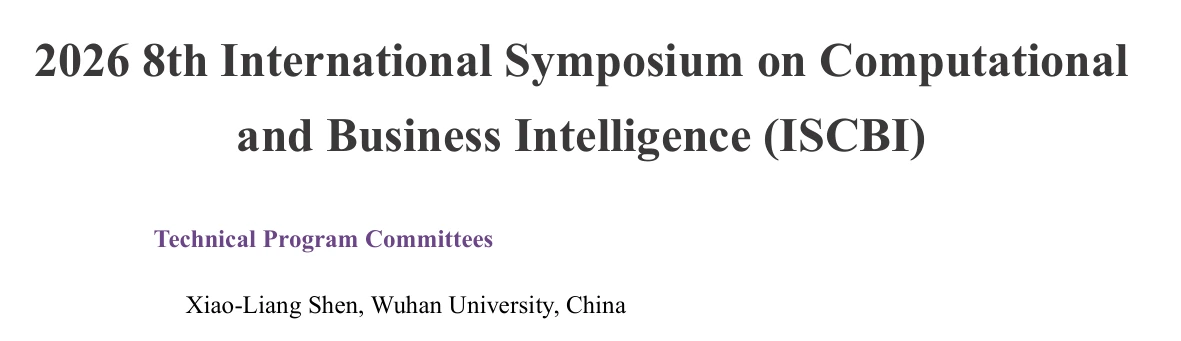 2026 8th International Symposium on Computational
and Business Intelligence (ISCBI)
Technical Program Committees
Xiao-Liang Shen, Wuhan University, China